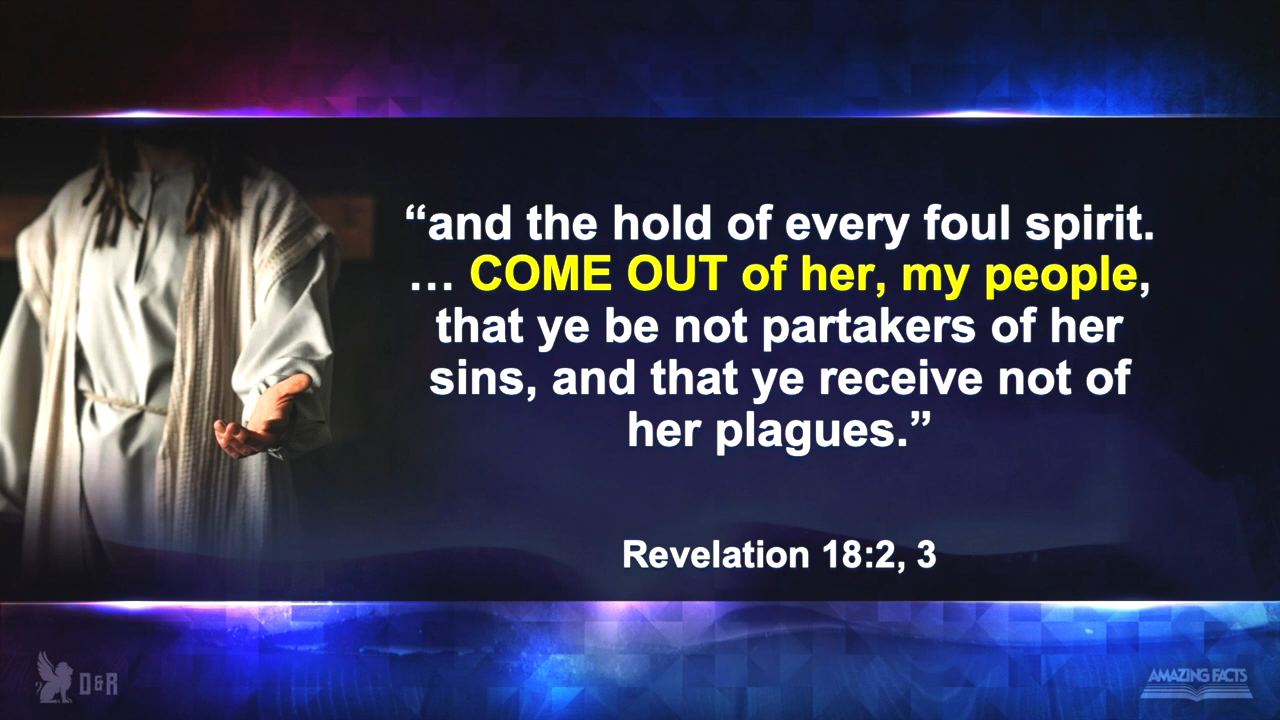 “and the hold of every foul spirit.
… COME OUT of her, my people,
that ye be not partakers of her
sins, and that ye receive not of
her plagues.”
Revelation 18:2, 3
D&R
AMAZING FACTS